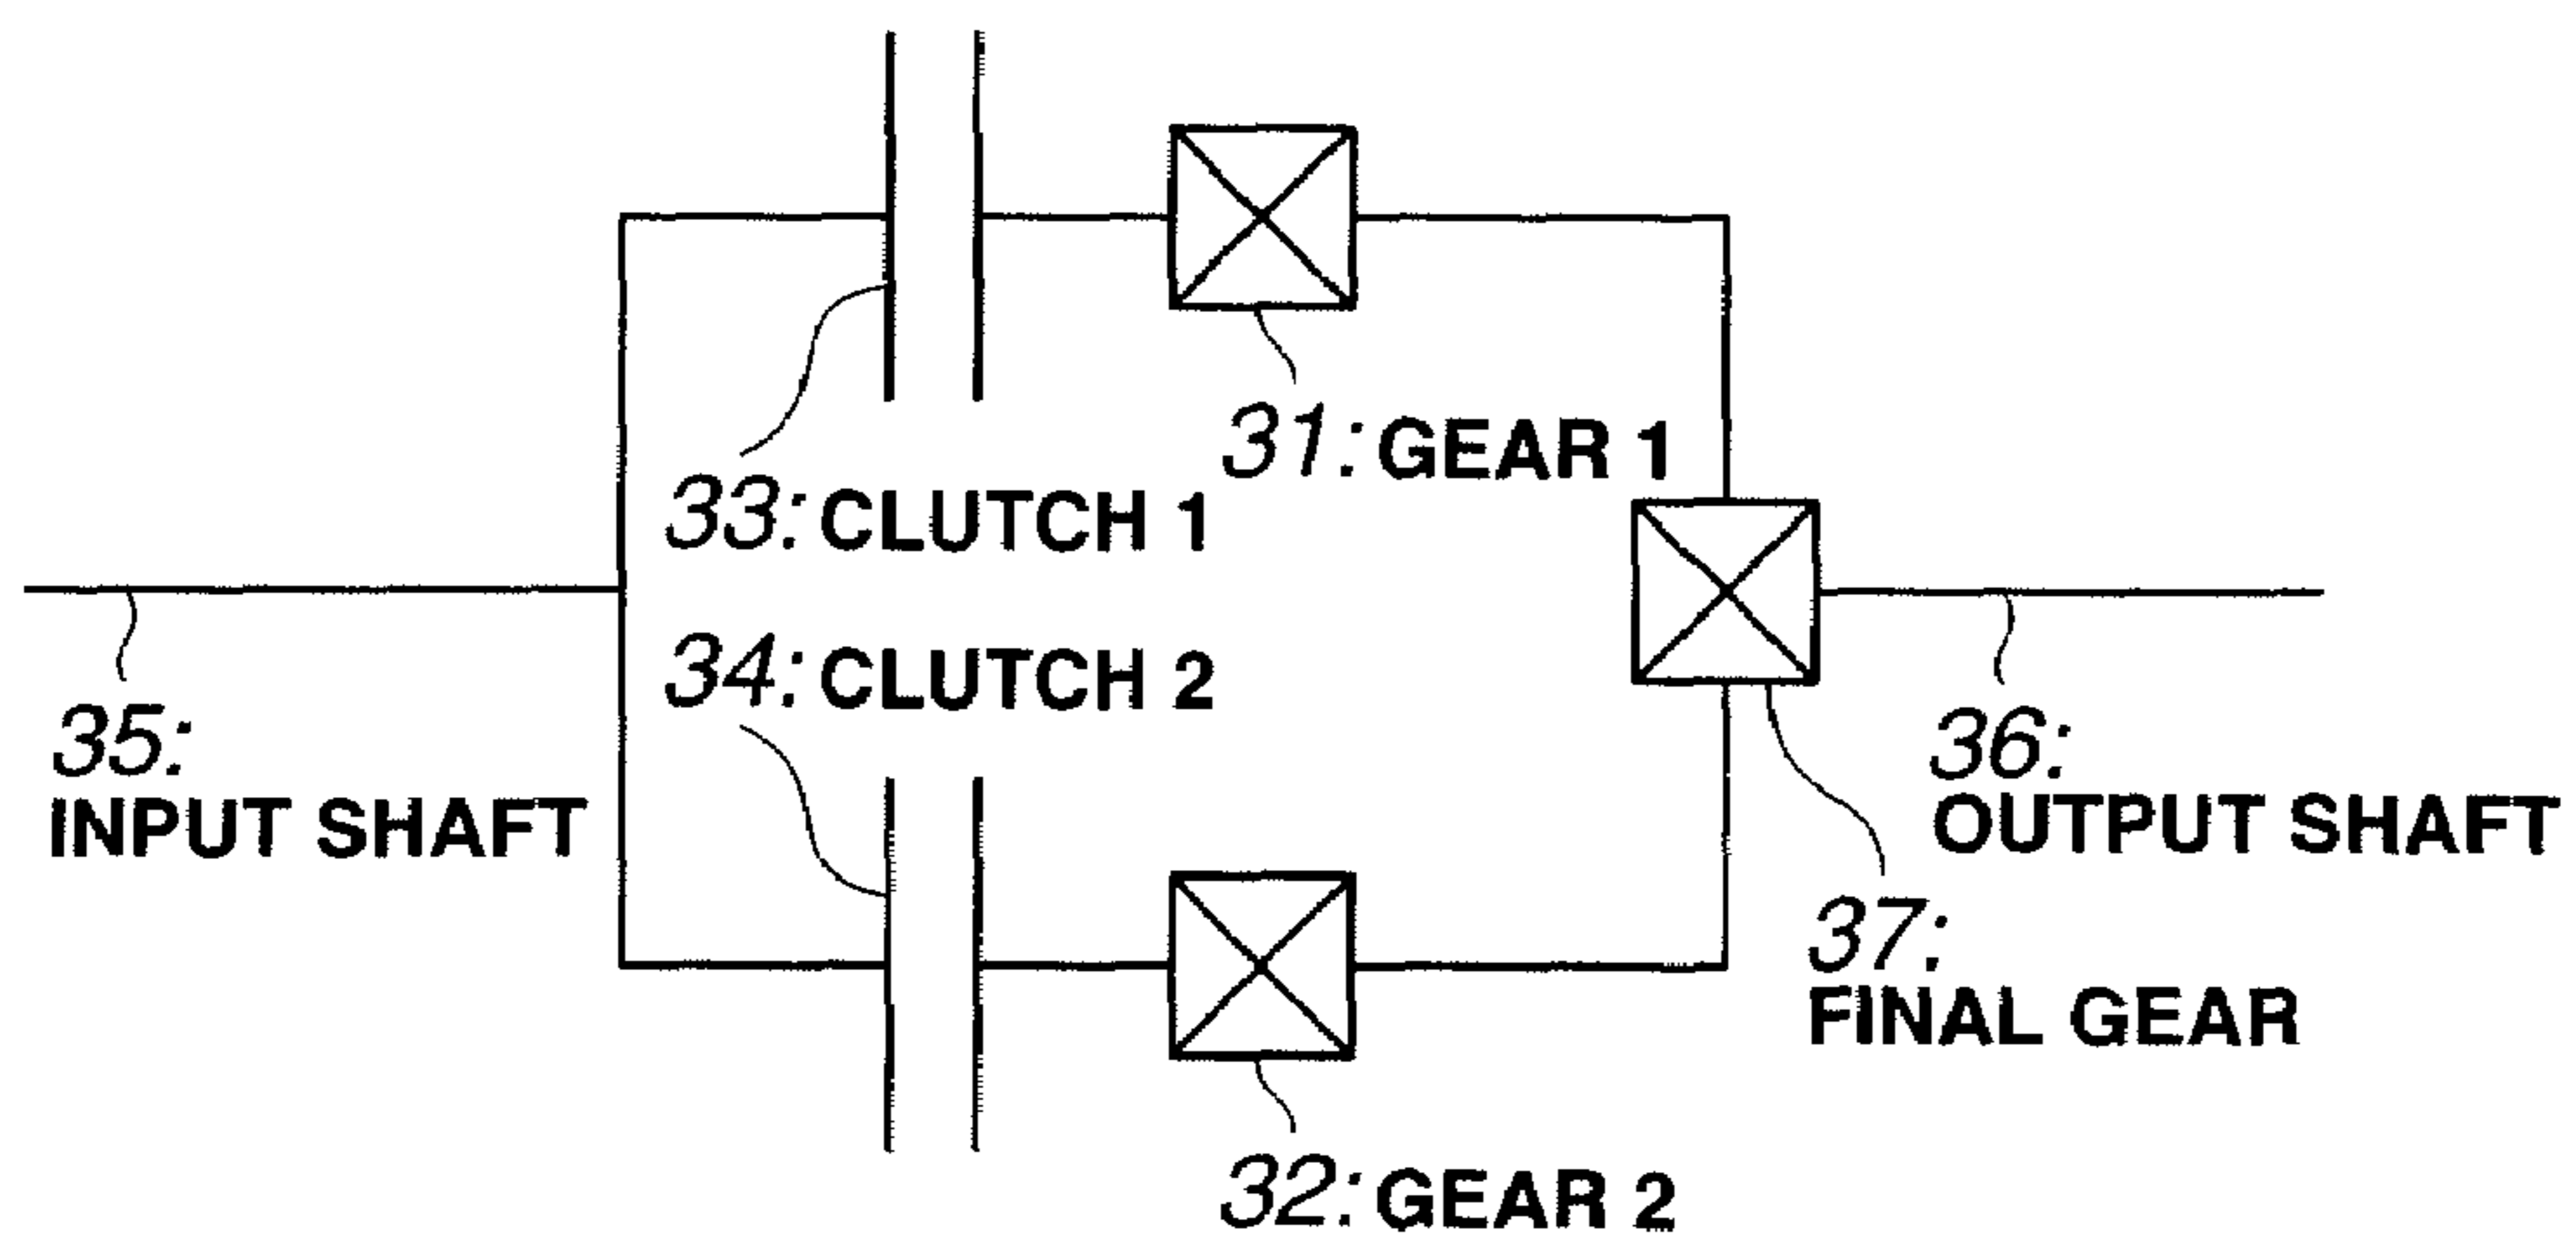 31: GEAR 1
33: CLUTCH 1
34: CLUTCH 2
35:
INPUT SHAFT
36:
OUTPUT SHAFT
37:
FINAL GEAR
32: GEAR 2